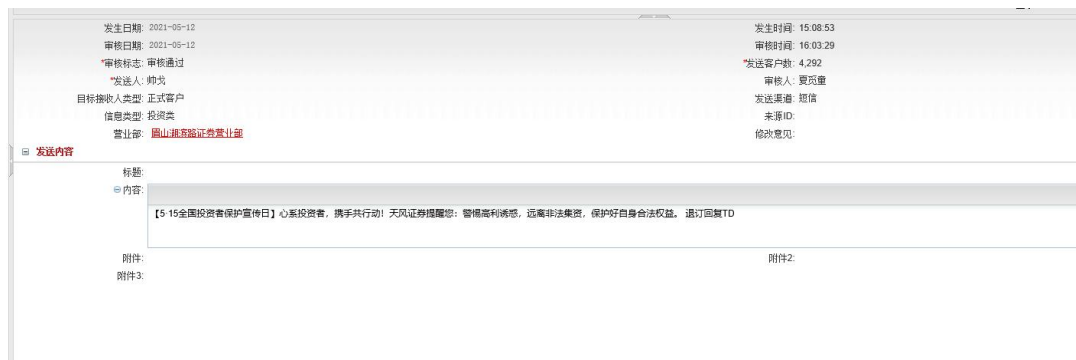 发生日期: 2021-05-12 发生时间: 15:08:53
审核日期: 2021-05-12 审核时间: 16:03:29
*审核标志: 审核通过 *发送客户数: 4,292
*发送人: 帅戈 审核人: 夏觅童
目标接收人类型: 正式客户 发送渠道: 短信
信息类型: 投资类 来源ID:
营业部: 眉山湖滨路证券营业部 修改意见:
发送内容
标题:
内容:
【5·15全国投资者保护宣传日】心系投资者，携手共行动！天风证券提醒您：警惕高利诱惑，远离非法集资，保护好自身合法权益。 退订回复TD
附件: 附件2:
附件3: